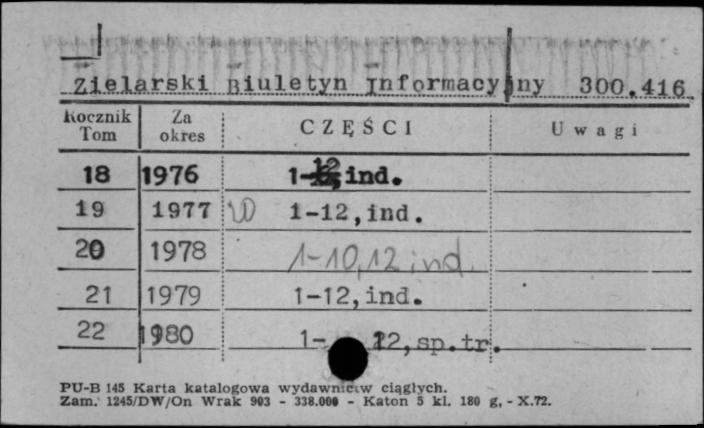 Zielarski Biuletyn Informacyjny 300.416
Rocznik Tom Za okres CZĘŚCI Uwagi
18 1976 1-12, ind.
19 1977 1-12, ind.
20 1978 1-10, 12 ind.
21 1979 1-12, ind.
22 1980 1-12, sp.tr.
PU-B 145 Karta katalogowa wydawnictw ciągłych.
Zam. 1245/DW/On Wrak 903 - 338.000 - Katon 5 kl. 180 g, - X.72.